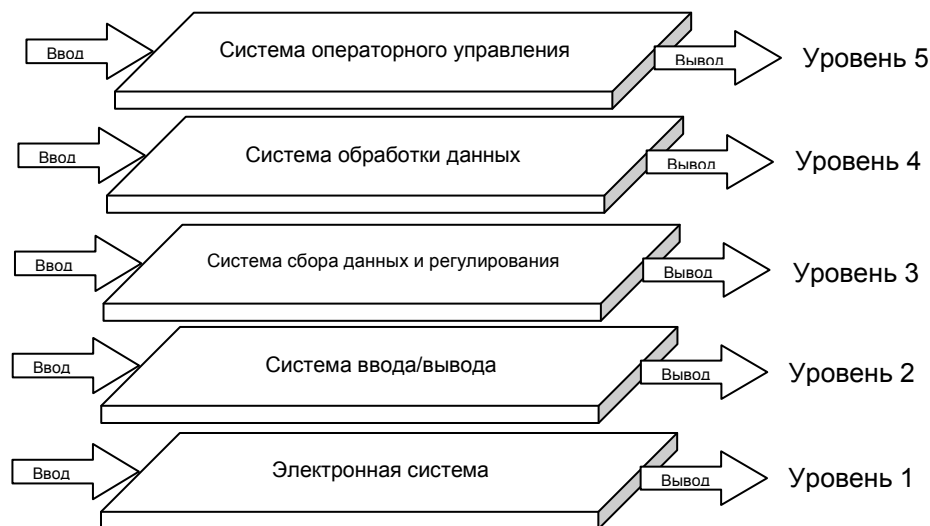 Ввод
Система операторного управления
Вывод
Уровень 5
Ввод
Система обработки данных
Вывод
Уровень 4
Ввод
Система сбора данных и регулирования
Вывод
Уровень 3
Ввод
Система ввода/вывода
Вывод
Уровень 2
Ввод
Электронная система
Вывод
Уровень 1